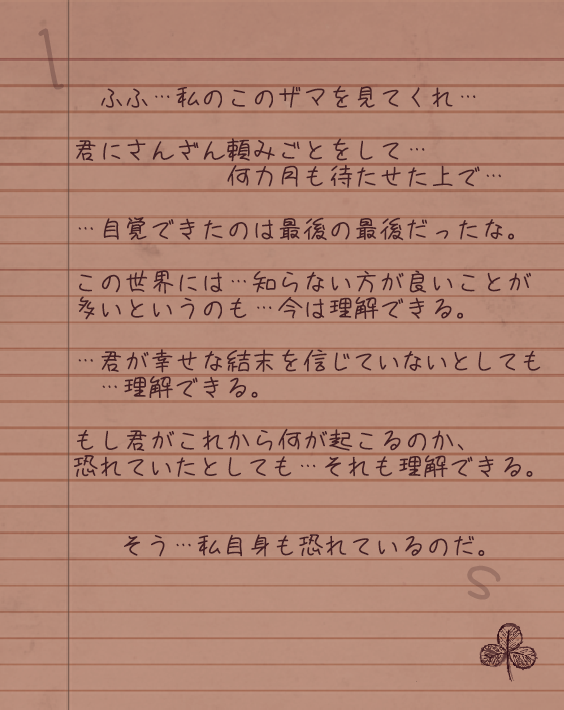 l
ふふ…私のこのザマを見てくれ…
君にさんざん頼みごとをして…
何カ月も待たせた上で…
…自覚できたのは最後の最後だったな。
この世界には…知らない方が良いことが
多いというのも…今は理解できる。
…君が幸せな結末を信じていないとしても
…理解できる。
もし君がこれから何が起こるのか、
恐れていたとしても…それも理解できる。
そう…私自身も恐れているのだ。
s